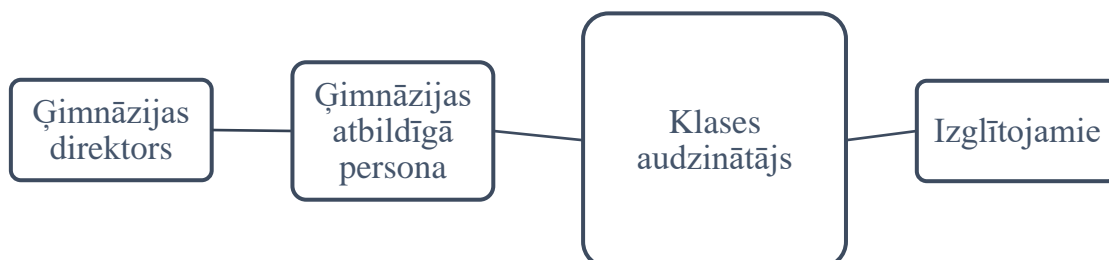 Ģimnāzijas
direktors
Ģimnāzijas
atbildīgā
persona
Klases
audzinātājs
Izglītojamie